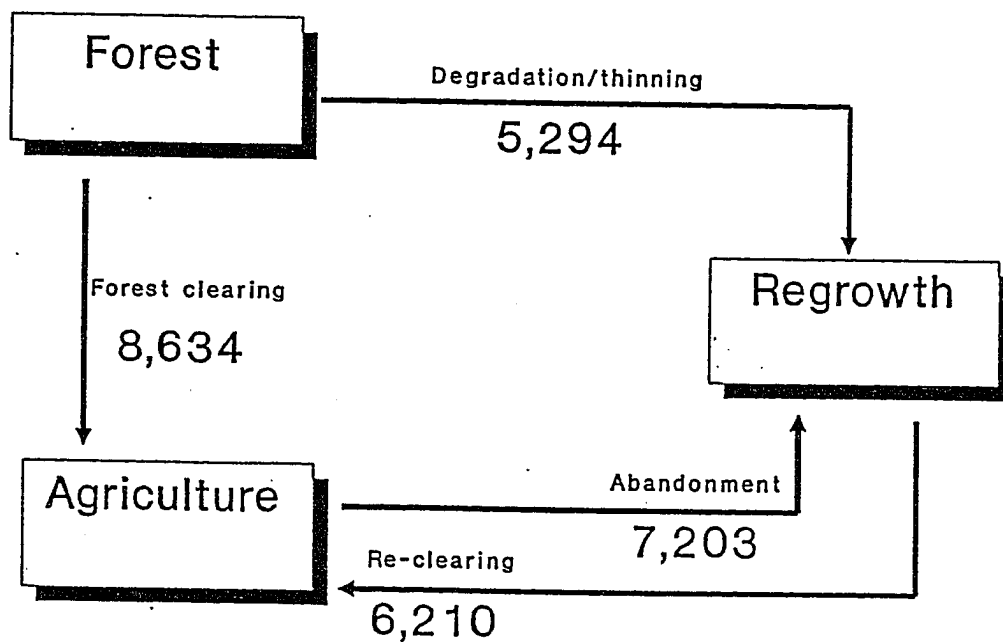 Forest
Degradation/thinning
5,294
Forest clearing
8,634
Regrowth
Agriculture
Abandonment
7,203
Re-clearing
6,210